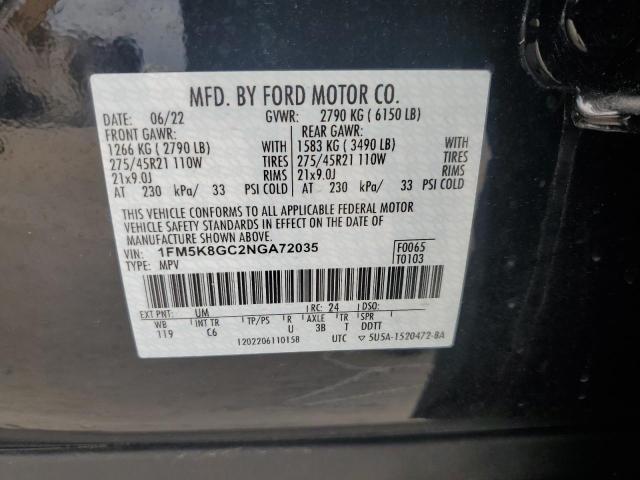 MFD. BY FORD MOTOR CO.
DATE: 06/22 GVWR: 2790 KG ( 6150 LB)
FRONT GAWR: REAR GAWR:
1266 KG ( 2790 LB) 1583 KG ( 3490 LB)
275/45R21 110W TIRES 275/45R21 110W TIRES
21x9.0J RIMS 21x9.0J RIMS
AT 230 kPa/ 33 PSI COLD AT 230 kPa/ 33 PSI COLD
THIS VEHICLE CONFORMS TO ALL APPLICABLE FEDERAL MOTOR
VEHICLE SAFETY STANDARDS IN EFFECT ON THE DATE OF
MANUFACTURE SHOWN ABOVE.
VIN: 1FM5K8GC2NGA72035 F0065
TYPE: MPV T0103
EXT PNT: UM RC: 24 DSO:
WB INT TR TP/PS R AXLE TR SPR
119 C6 U 3B T DDTT
1202206110158 UTC ▽ 5U5A-1520472-BA